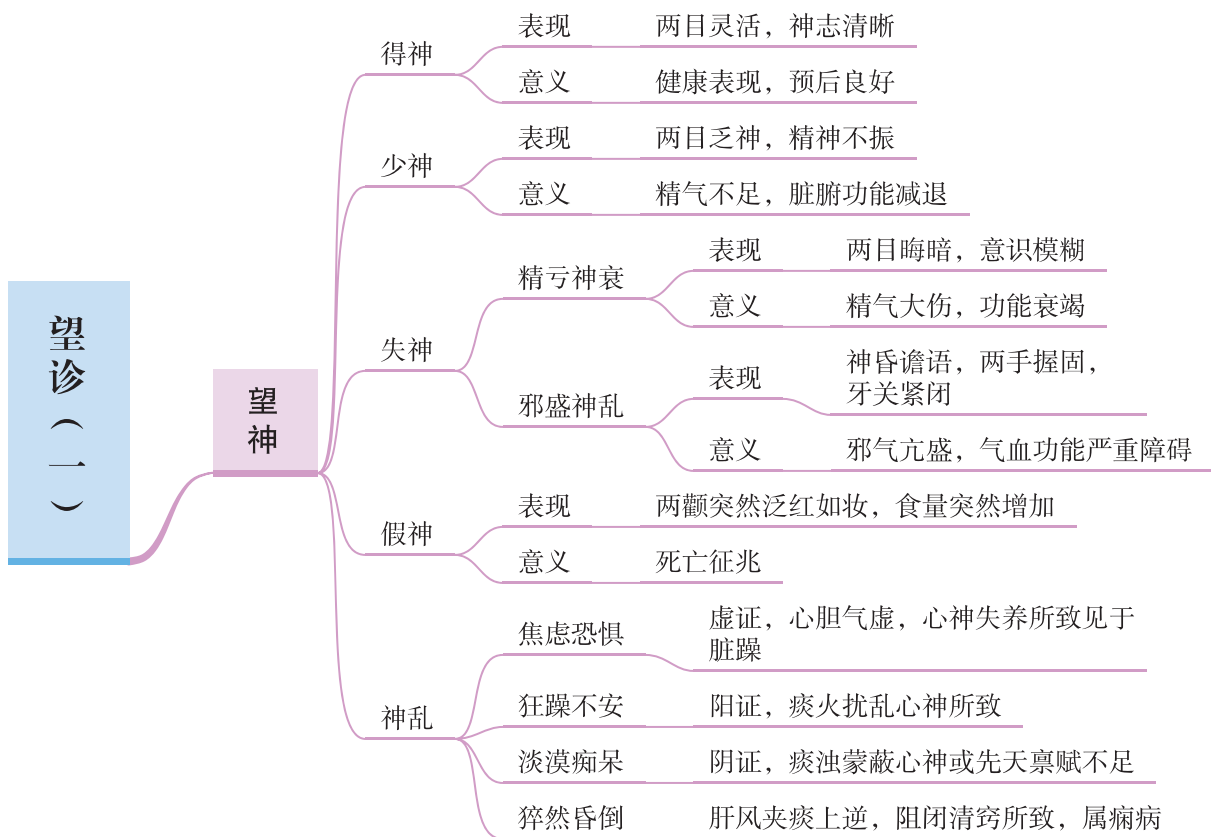 望诊（一）
望神
得神
表现
两目灵活，神志清晰
意义
健康表现，预后良好
少神
表现
两目乏神，精神不振
意义
精气不足，脏腑功能减退
失神
精亏神衰
表现
两目晦暗，意识模糊
意义
精气大伤，功能衰竭
邪盛神乱
表现
神昏谵语，两手握固，
牙关紧闭
意义
邪气亢盛，气血功能严重障碍
假神
表现
两颧突然泛红如妆，食量突然增加
意义
死亡征兆
神乱
焦虑恐惧
虚证，心胆气虚，心神失养所致见于
脏躁
狂躁不安
阳证，痰火扰乱心神所致
淡漠痴呆
阴证，痰浊蒙蔽心神或先天禀赋不足
猝然昏倒
肝风夹痰上逆，阻闭清窍所致，属痫病